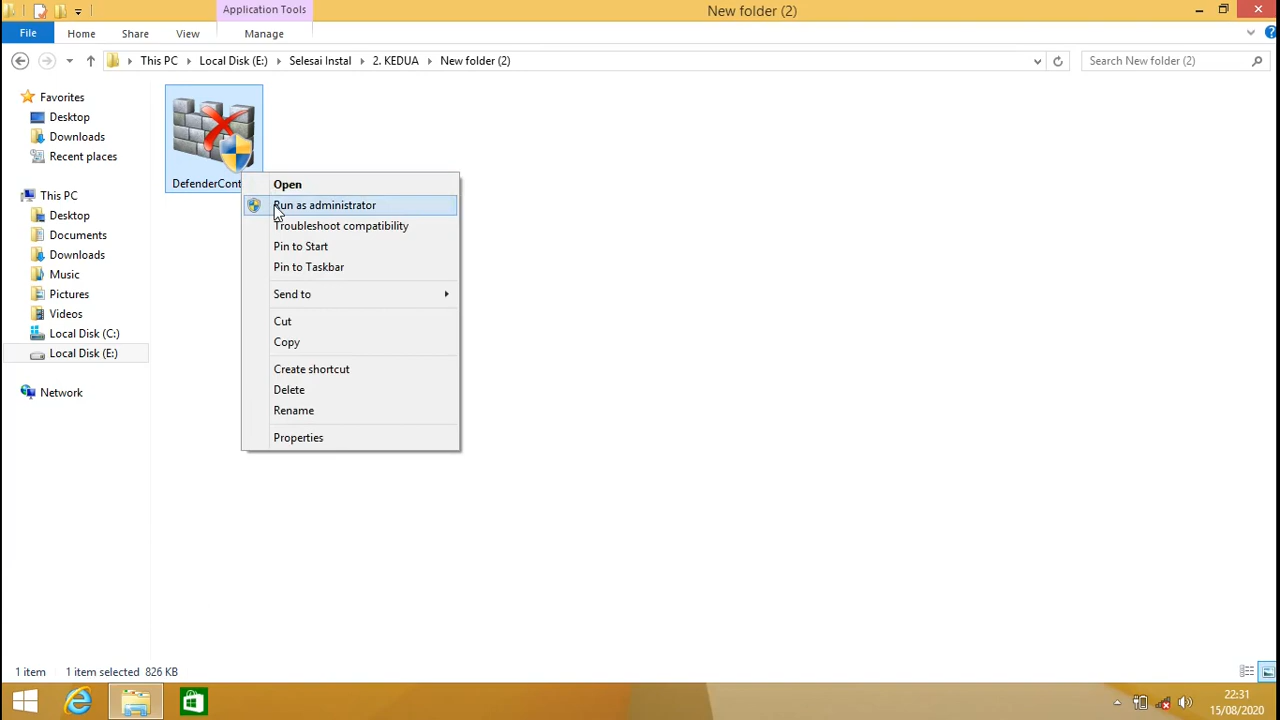 Application Tools
New folder (2)
File
Home
Share
View
Manage
This PC
Local Disk (E:)
Selesai Instal
2. KEDUA
New folder (2)
Search New folder (2)
Favorites
Desktop
Downloads
Recent places
This PC
Desktop
Documents
Downloads
Music
Pictures
Videos
Local Disk (C:)
Local Disk (E:)
Network
DefenderCont
Open
Run as administrator
Troubleshoot compatibility
Pin to Start
Pin to Taskbar
Send to
Cut
Copy
Create shortcut
Delete
Rename
Properties
1 item
1 item selected 826 KB
22:31
15/08/2020